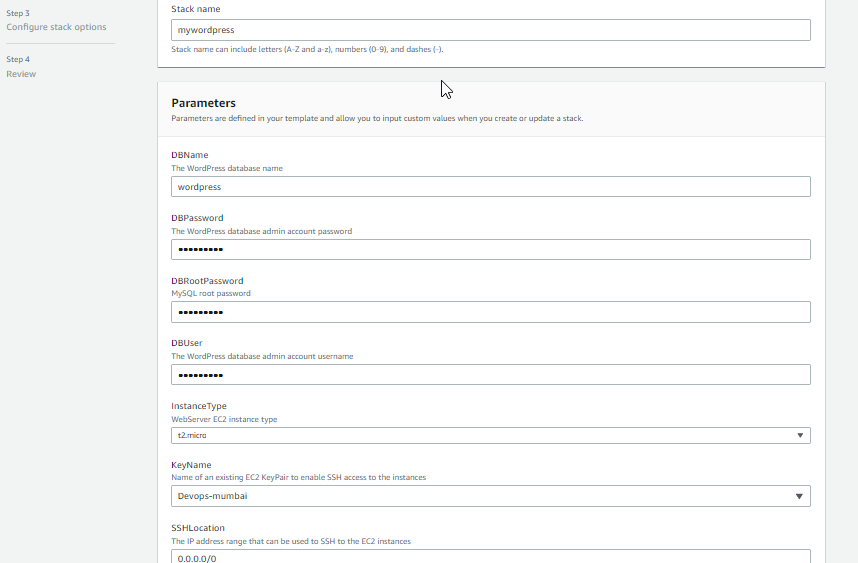 Step 3
Configure stack options
Step 4
Review
Stack name
mywordpress
Stack name can include letters (A-Z and a-z), numbers (0-9), and dashes (-).
Parameters
Parameters are defined in your template and allow you to input custom values when you create or update a stack.
DBName
The WordPress database name
wordpress
DBPassword
The WordPress database admin account password
•••••••••
DBRootPassword
MySQL root password
•••••••••
DBUser
The WordPress database admin account username
•••••••••
InstanceType
WebServer EC2 instance type
t2.micro
KeyName
Name of an existing EC2 KeyPair to enable SSH access to the instances
Devops-mumbai
SSHLocation
The IP address range that can be used to SSH to the EC2 instances
0.0.0.0/0